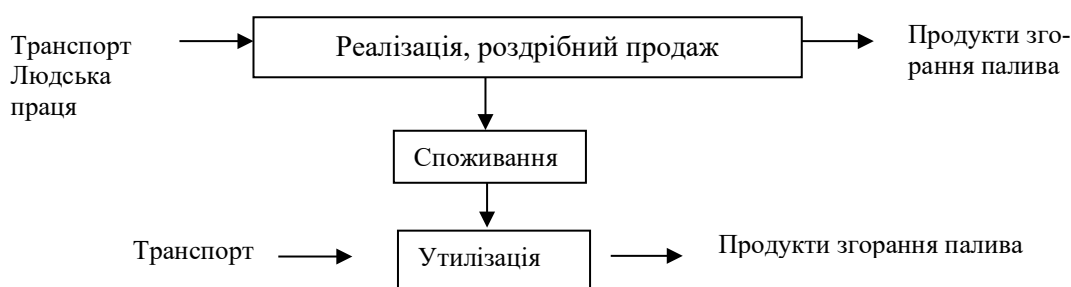 Транспорт
Людська
праця
Реалізація, роздрібний продаж
Продукти зго-
рання палива
Споживання
Транспорт
Утилізація
Продукти згорання палива